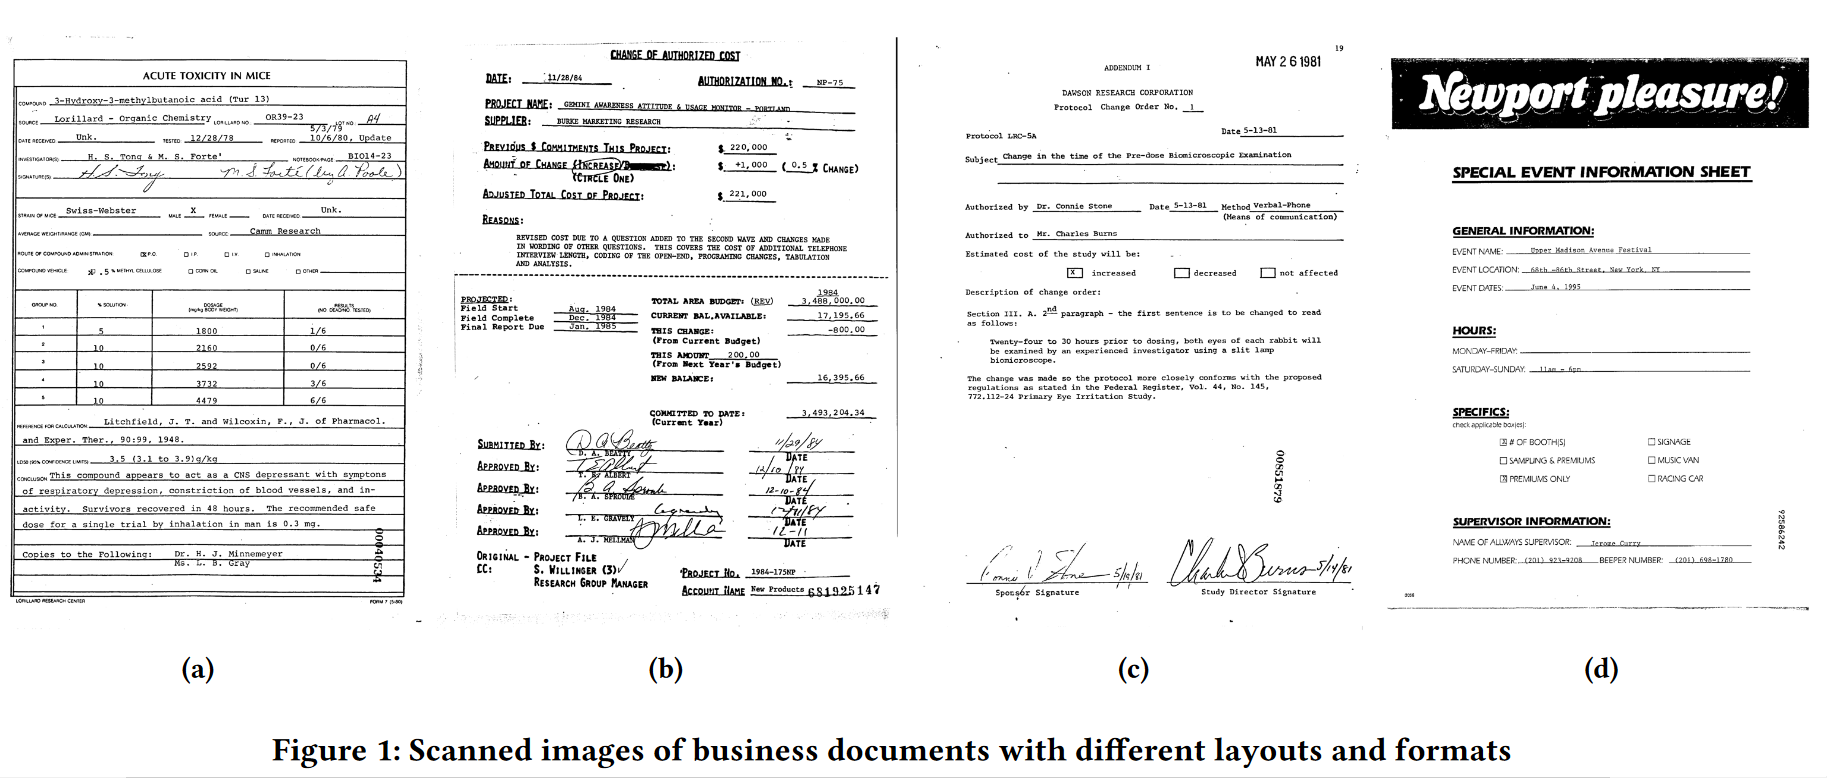 ACUTE TOXICITY IN MICE
COMPOUND 3-Hydroxy-3-methylbutanoic acid (Tur 13)
SOURCE Lorillard - Organic Chemistry LORILLARD NO. OR39-23 LOT NO. A4
5/3/79
DATE RECEIVED Unk. TESTED 12/28/78 REPORTED 10/6/80, Update
INVESTIGATOR(S) H. S. Tong & M. S. Forte' NOTEBOOK/PAGE BIO14-23
SIGNATURE(S) H.S. Tong M. S. Forté (by A. Poole)
STRAIN OF MICE Swiss-Webster MALE X FEMALE DATE RECEIVED Unk.
AVERAGE WEIGHT/RANGE (GM) SOURCE Camm Research
ROUTE OF COMPOUND ADMINISTRATION: P.O. I.P. I.V. INHALATION
COMPOUND VEHICLE: .5 % METHYL CELLULOSE CORN OIL SALINE OTHER
GROUP NO. % SOLUTION DOSAGE (mg/kg BODY WEIGHT) RESULTS (NO. DEAD/NO. TESTED)
1 5 1800 1/6
2 10 2160 0/6
3 10 2592 0/6
4 10 3732 3/6
5 10 4479 6/6
REFERENCE FOR CALCULATION Litchfield, J. T. and Wilcoxin, F., J. of Pharmacol.
and Exper. Ther., 90:99, 1948.
LD50 (95% CONFIDENCE LIMITS) 3.5 (3.1 to 3.9)g/kg
CONCLUSION This compound appears to act as a CNS depressant with symptons
of respiratory depression, constriction of blood vessels, and in-
activity. Survivors recovered in 48 hours. The recommended safe
dose for a single trial by inhalation in man is 0.3 mg.
Copies to the Following: Dr. H. J. Minnemeyer
Ms. L. B. Gray
00040534
LORILLARD RESEARCH CENTER FORM 7 (5-80)
(a)
CHANGE OF AUTHORIZED COST
DATE: 11/28/84 AUTHORIZATION NO.: NP-75
PROJECT NAME: GEMINI AWARENESS ATTITUDE & USAGE MONITOR - PORTLAND
SUPPLIER: BURKE MARKETING RESEARCH
PREVIOUS $ COMMITMENTS THIS PROJECT: $ 220,000
AMOUNT OF CHANGE (INCREASE/ ): $ +1,000 ( 0.5 % CHANGE)
(CIRCLE ONE)
ADJUSTED TOTAL COST OF PROJECT: $ 221,000
REASONS:
REVISED COST DUE TO A QUESTION ADDED TO THE SECOND WAVE AND CHANGES MADE
IN WORDING OF OTHER QUESTIONS. THIS COVERS THE COST OF ADDITIONAL TELEPHONE
INTERVIEW LENGTH, CODING OF THE OPEN-END, PROGRAMING CHANGES, TABULATION
AND ANALYSIS.
PROJECTED:
Field Start Aug. 1984
Field Complete Dec. 1984
Final Report Due Jan. 1985
1984
TOTAL AREA BUDGET: (REV) 3,488,000.00
CURRENT BAL.AVAILABLE: 17,195.66
THIS CHANGE: -800.00
(From Current Budget)
THIS AMOUNT 200.00
(From Next Year's Budget)
NEW BALANCE: 16,395.66
COMMITTED TO DATE: 3,493,204.34
(Current Year)
SUBMITTED BY: D A Beatty 11/29/84
D. A. BEATTY DATE
APPROVED BY: 12/10/84
T. R. ALBERT DATE
APPROVED BY: B A Sproule 12-10-84
B. A. SPROULE DATE
APPROVED BY: 12/11/84
L. E. GRAVELY DATE
APPROVED BY: 12-11
A. J. MELLMAN DATE
ORIGINAL - PROJECT FILE
CC: S. WILLINGER (3)
RESEARCH GROUP MANAGER
PROJECT NO. 1984-175NP
ACCOUNT NAME New Products 681925147
(b)
19
ADDENDUM I MAY 26 1981
DAWSON RESEARCH CORPORATION
Protocol Change Order No. 1
Protocol LRC-5A Date 5-13-81
Subject Change in the time of the Pre-dose Biomicroscopic Examination
Authorized by Dr. Connie Stone Date 5-13-81 Method Verbal-Phone
(Means of communication)
Authorized to Mr. Charles Burns
Estimated cost of the study will be:
X increased decreased not affected
Description of change order:
Section III. A. 2nd paragraph - the first sentence is to be changed to read
as follows:
Twenty-four to 30 hours prior to dosing, both eyes of each rabbit will
be examined by an experienced investigator using a slit lamp
biomicroscope.
The change was made so the protocol more closely conforms with the proposed
regulations as stated in the Federal Register, Vol. 44, No. 145,
772.112-24 Primary Eye Irritation Study.
00851879
Connie Stone 5/19/81 Charles Burns 5/14/81
Sponsor Signature Study Director Signature
(c)
Newport pleasure!
SPECIAL EVENT INFORMATION SHEET
GENERAL INFORMATION:
EVENT NAME: Upper Madison Avenue Festival
EVENT LOCATION: 68th -86th Street, New York, NY
EVENT DATES: June 4, 1995
HOURS:
MONDAY-FRIDAY:
SATURDAY-SUNDAY: 11am - 6pm
SPECIFICS:
check applicable box(es):
# OF BOOTH(S) SIGNAGE
SAMPLING & PREMIUMS MUSIC VAN
PREMIUMS ONLY RACING CAR
SUPERVISOR INFORMATION:
NAME OF ALLWAYS SUPERVISOR: Jerome Curry
PHONE NUMBER: (201) 923-9208 BEEPER NUMBER: (201) 698-1780
92586242
(d)
Figure 1: Scanned images of business documents with different layouts and formats